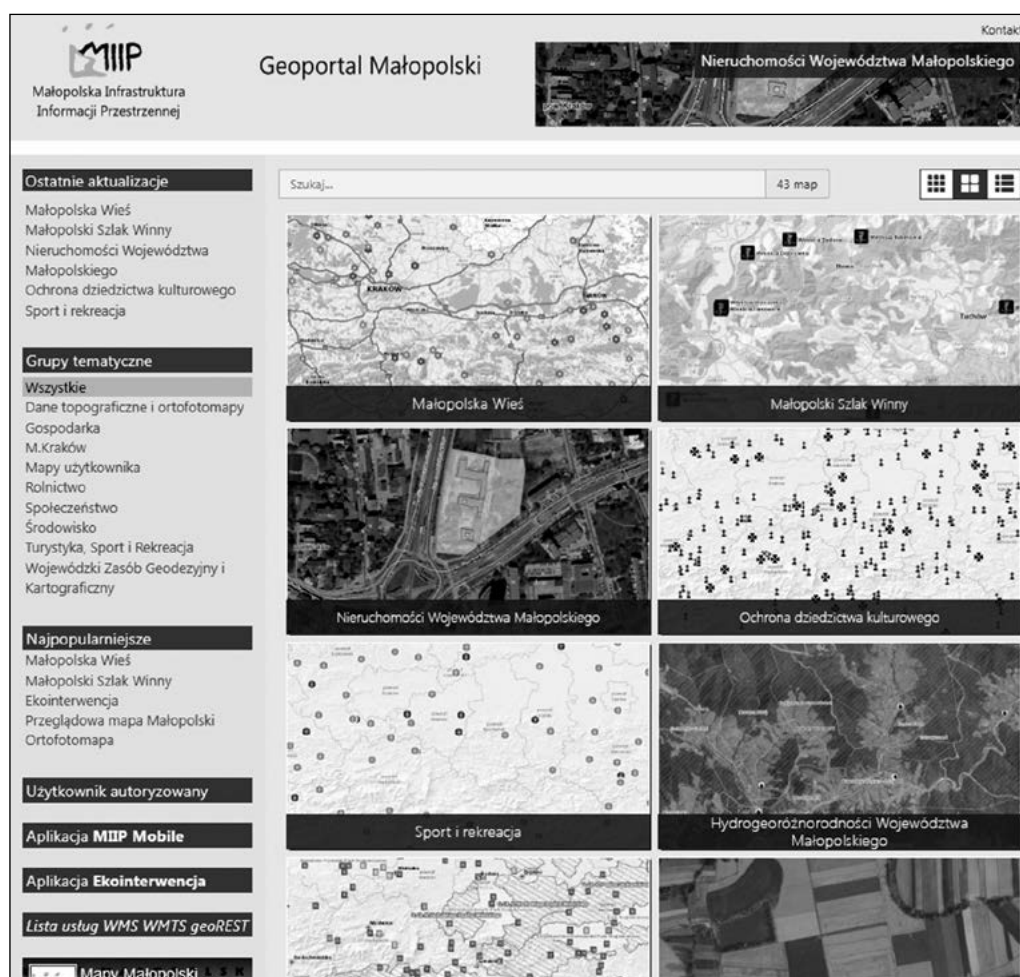 Kontakt
MIIP
Małopolska Infrastruktura
Informacji Przestrzennej
Geoportal Małopolski
Nieruchomości Województwa Małopolskiego
Ostatnie aktualizacje
Małopolska Wieś
Małopolski Szlak Winny
Nieruchomości Województwa
Małopolskiego
Ochrona dziedzictwa kulturowego
Sport i rekreacja
Grupy tematyczne
Wszystkie
Dane topograficzne i ortofotomapy
Gospodarka
M.Kraków
Mapy użytkownika
Rolnictwo
Społeczeństwo
Środowisko
Turystyka, Sport i Rekreacja
Wojewódzki Zasób Geodezyjny i
Kartograficzny
Najpopularniejsze
Małopolska Wieś
Małopolski Szlak Winny
Ekointerwencja
Przeglądowa mapa Małopolski
Ortofotomapa
Użytkownik autoryzowany
Aplikacja MIIP Mobile
Aplikacja Ekointerwencja
Lista usług WMS WMTS geoREST
Mapy Małopolski
Szukaj...
43 map
KRAKÓW
Małopolska Wieś
Tuchów
Małopolski Szlak Winny
Nieruchomości Województwa Małopolskiego
Ochrona dziedzictwa kulturowego
Sport i rekreacja
Hydrogeoróżnorodności Województwa
Małopolskiego